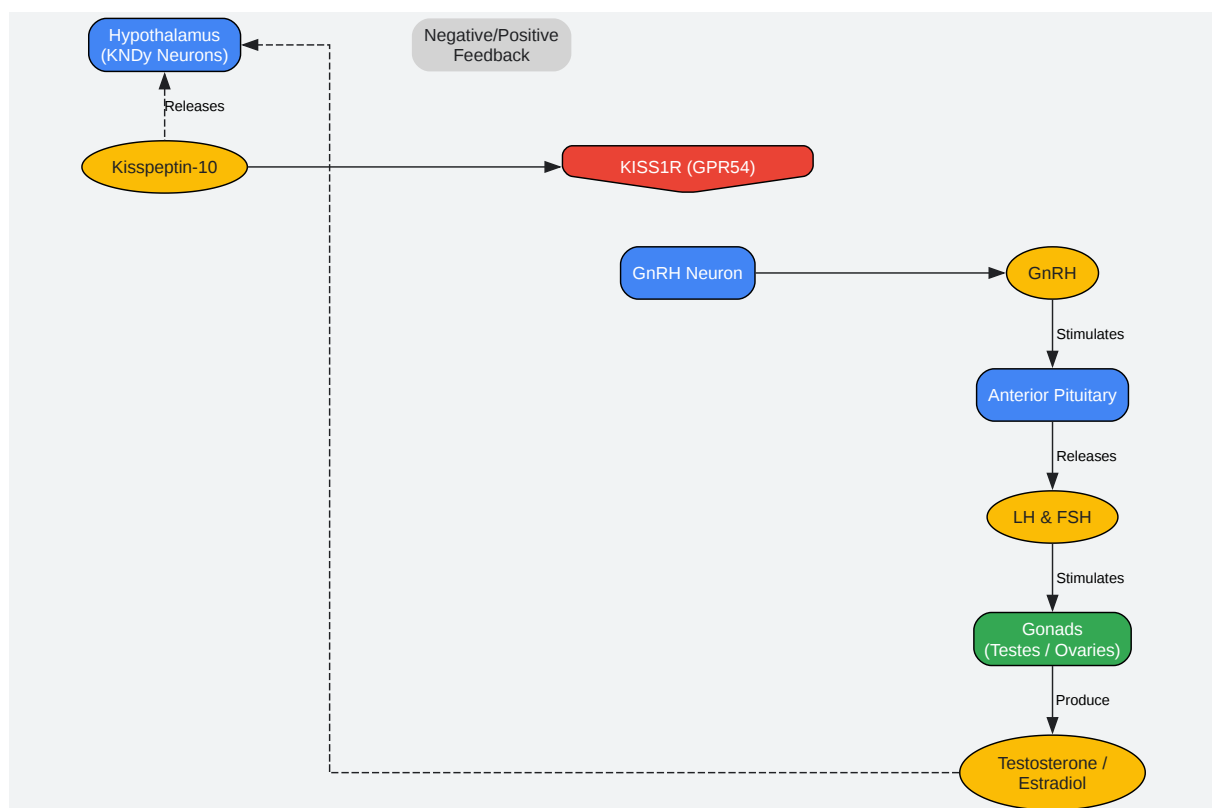 Hypothalamus
(KNDy Neurons)
Negative/Positive
Feedback
Releases
Kisspeptin-10
KISS1R (GPR54)
GnRH Neuron
GnRH
Stimulates
Anterior Pituitary
Releases
LH & FSH
Stimulates
Gonads
(Testes / Ovaries)
Produce
Testosterone /
Estradiol